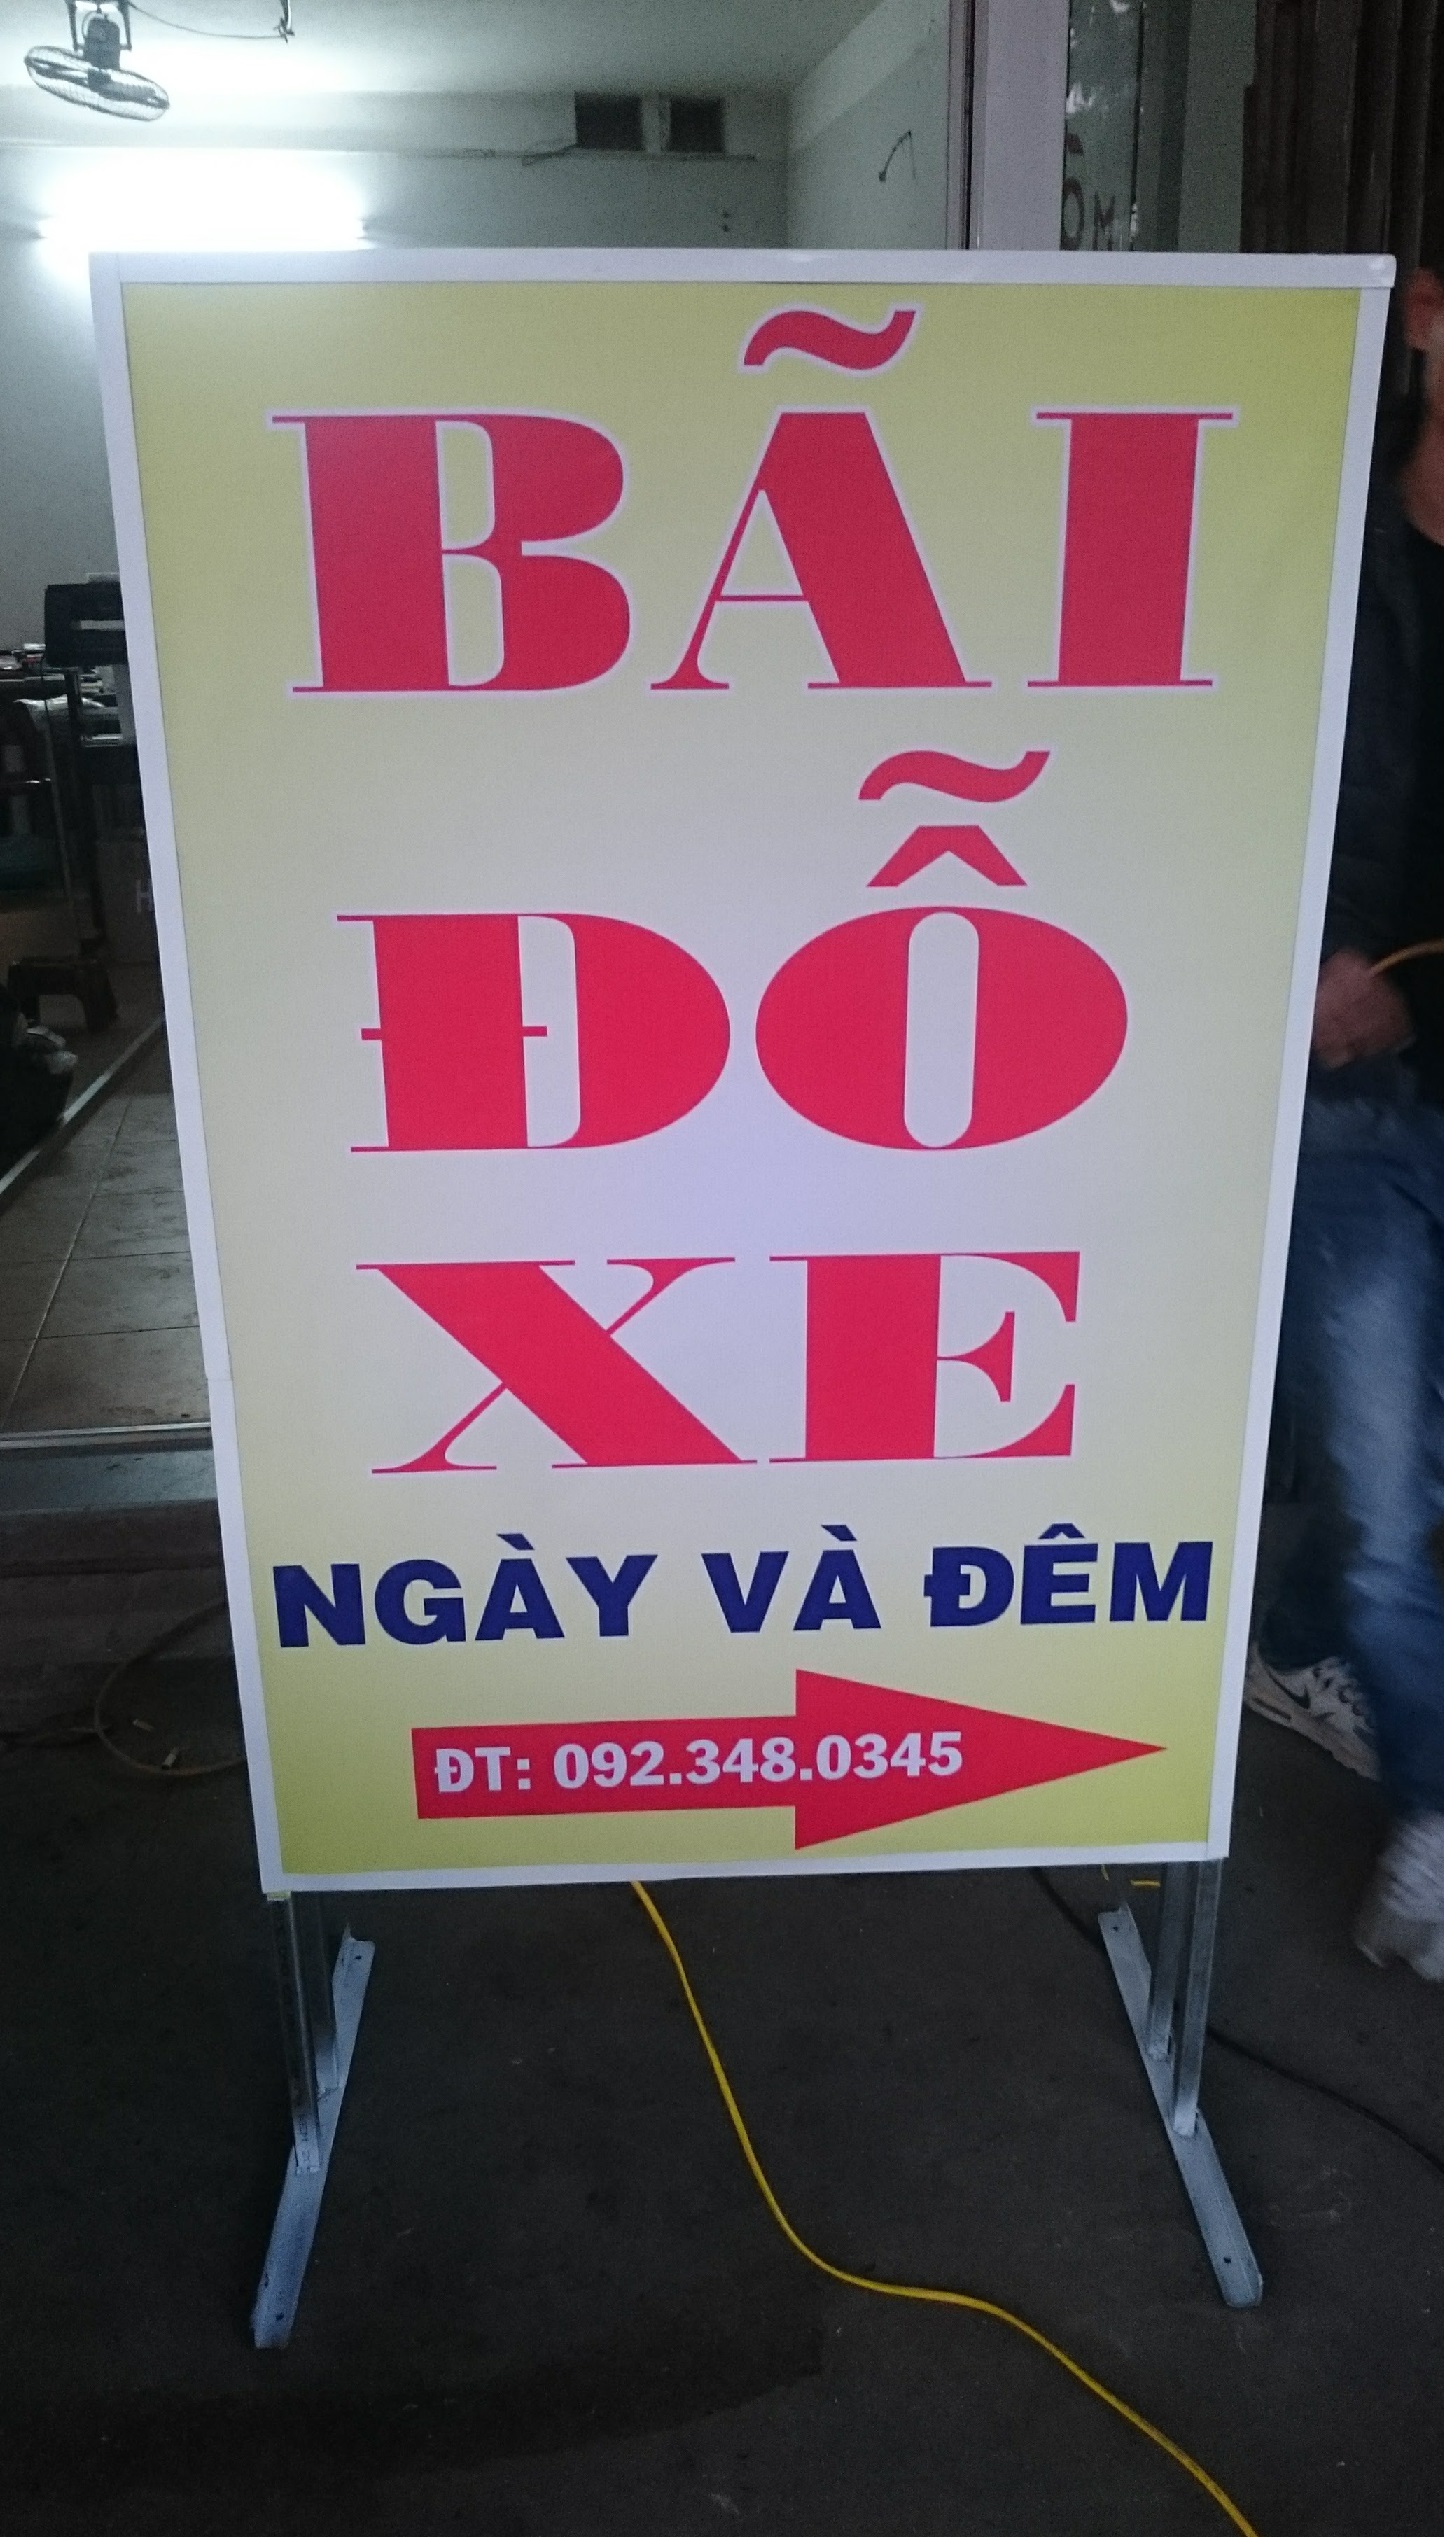 BÃI
ĐỖ
XE
NGÀY VÀ ĐÊM
ĐT: 092.348.0345